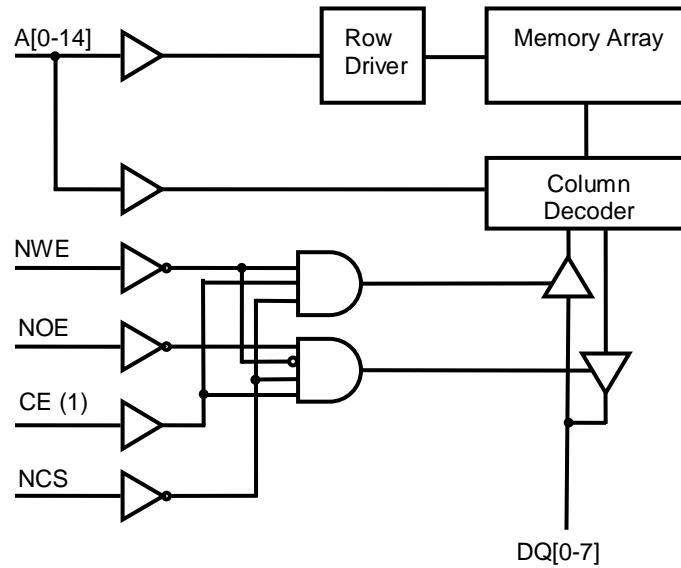 A[0-14]
Row
Driver
Memory Array
Column
Decoder
NWE
NOE
CE (1)
NCS
DQ[0-7]